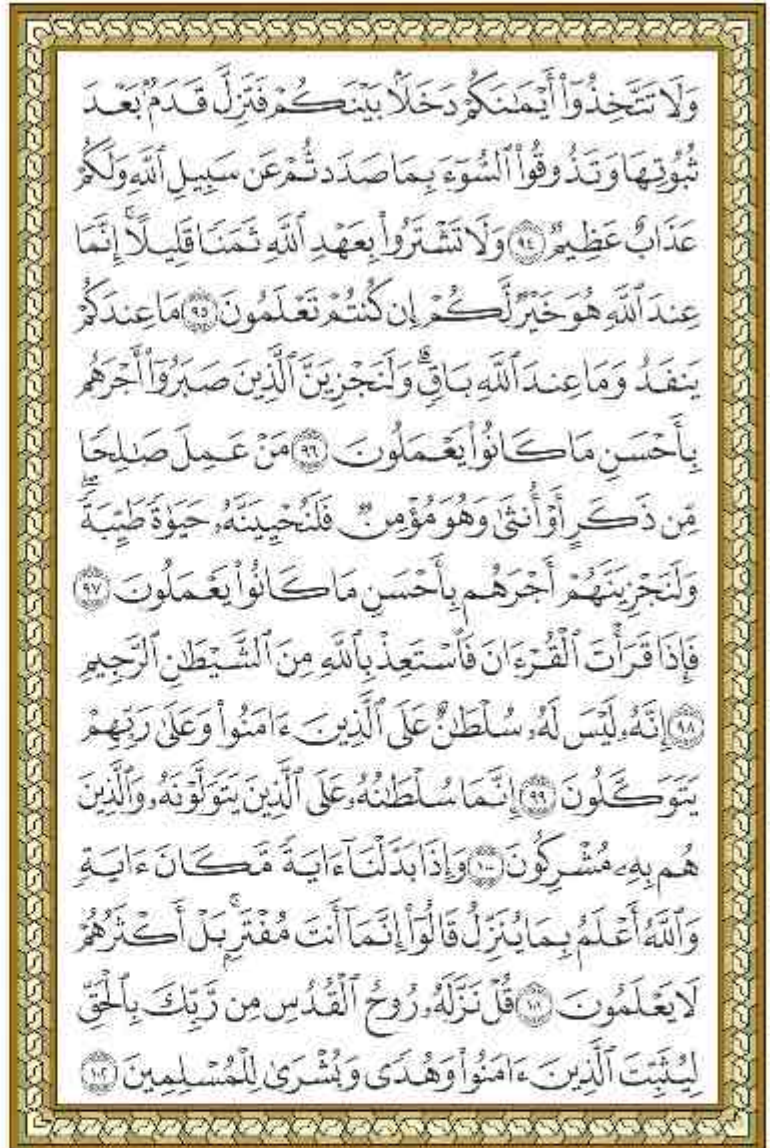 وَلَا تَتَّخِذُوٓا۟ أَيْمَٰنَكُمْ دَخَلًۢا بَيْنَكُمْ فَتَزِلَّ قَدَمٌۢ بَعْدَ
ثُبُوتِهَا وَتَذُوقُوا۟ ٱلسُّوٓءَ بِمَا صَدَدتُّمْ عَن سَبِيلِ ٱللَّهِ وَلَكُمْ
عَذَابٌ عَظِيمٌ ﴿٩٤﴾ وَلَا تَشْتَرُوا۟ بِعَهْدِ ٱللَّهِ ثَمَنًا قَلِيلًا ۚ إِنَّمَا
عِندَ ٱللَّهِ هُوَ خَيْرٌ لَّكُمْ إِن كُنتُمْ تَعْلَمُونَ ﴿٩٥﴾ مَا عِندَكُمْ
يَنفَدُ وَمَا عِندَ ٱللَّهِ بَاقٍ ۗ وَلَنَجْزِيَنَّ ٱلَّذِينَ صَبَرُوٓا۟ أَجْرَهُم
بِأَحْسَنِ مَا كَانُوا۟ يَعْمَلُونَ ﴿٩٦﴾ مَنْ عَمِلَ صَٰلِحًا
مِّن ذَكَرٍ أَوْ أُنثَىٰ وَهُوَ مُؤْمِنٌ فَلَنُحْيِيَنَّهُۥ حَيَوٰةً طَيِّبَةً ۖ
وَلَنَجْزِيَنَّهُمْ أَجْرَهُم بِأَحْسَنِ مَا كَانُوا۟ يَعْمَلُونَ ﴿٩٧﴾
فَإِذَا قَرَأْتَ ٱلْقُرْءَانَ فَٱسْتَعِذْ بِٱللَّهِ مِنَ ٱلشَّيْطَٰنِ ٱلرَّجِيمِ
﴿٩٨﴾ إِنَّهُۥ لَيْسَ لَهُۥ سُلْطَٰنٌ عَلَى ٱلَّذِينَ ءَامَنُوا۟ وَعَلَىٰ رَبِّهِمْ
يَتَوَكَّلُونَ ﴿٩٩﴾ إِنَّمَا سُلْطَٰنُهُۥ عَلَى ٱلَّذِينَ يَتَوَلَّوْنَهُۥ وَٱلَّذِينَ
هُم بِهِۦ مُشْرِكُونَ ﴿١٠٠﴾ وَإِذَا بَدَّلْنَآ ءَايَةً مَّكَانَ ءَايَةٍ
وَٱللَّهُ أَعْلَمُ بِمَا يُنَزِّلُ قَالُوٓا۟ إِنَّمَآ أَنتَ مُفْتَرٍۭ ۚ بَلْ أَكْثَرُهُمْ
لَا يَعْلَمُونَ ﴿١٠١﴾ قُلْ نَزَّلَهُۥ رُوحُ ٱلْقُدُسِ مِن رَّبِّكَ بِٱلْحَقِّ
لِيُثَبِّتَ ٱلَّذِينَ ءَامَنُوا۟ وَهُدًى وَبُشْرَىٰ لِلْمُسْلِمِينَ ﴿١٠٢﴾